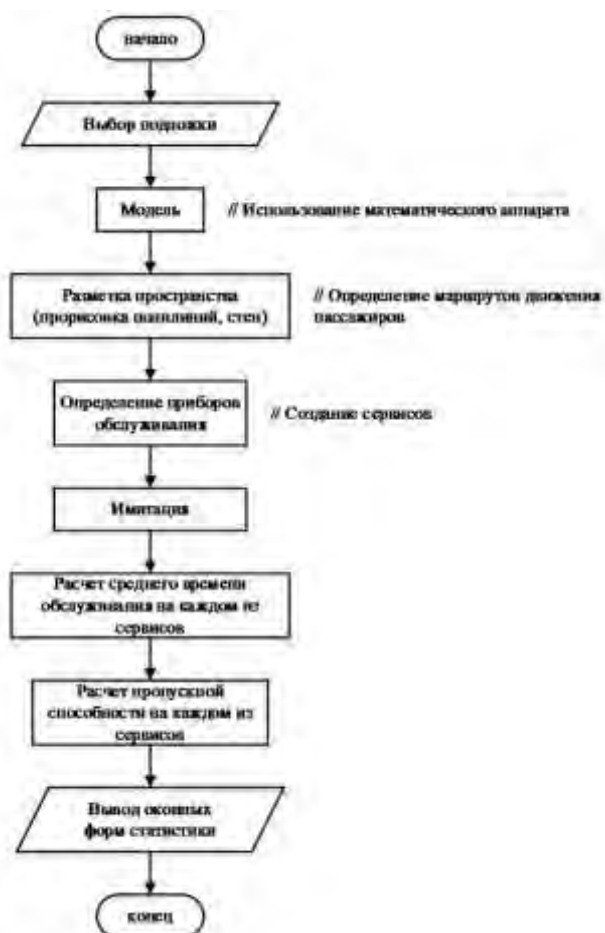 начало
Выбор подложки
Модель
// Использование математического аппарата
Разметка пространства
(прорисовка полилиний, стен)
// Определение маршрутов движения
пассажиров
Определение приборов
обслуживания
// Создание сервисов
Имитация
Расчет среднего времени
обслуживания на каждом из
сервисов
Расчет пропускной
способности на каждом из
сервисов
Вывод оконных
форм статистики
конец